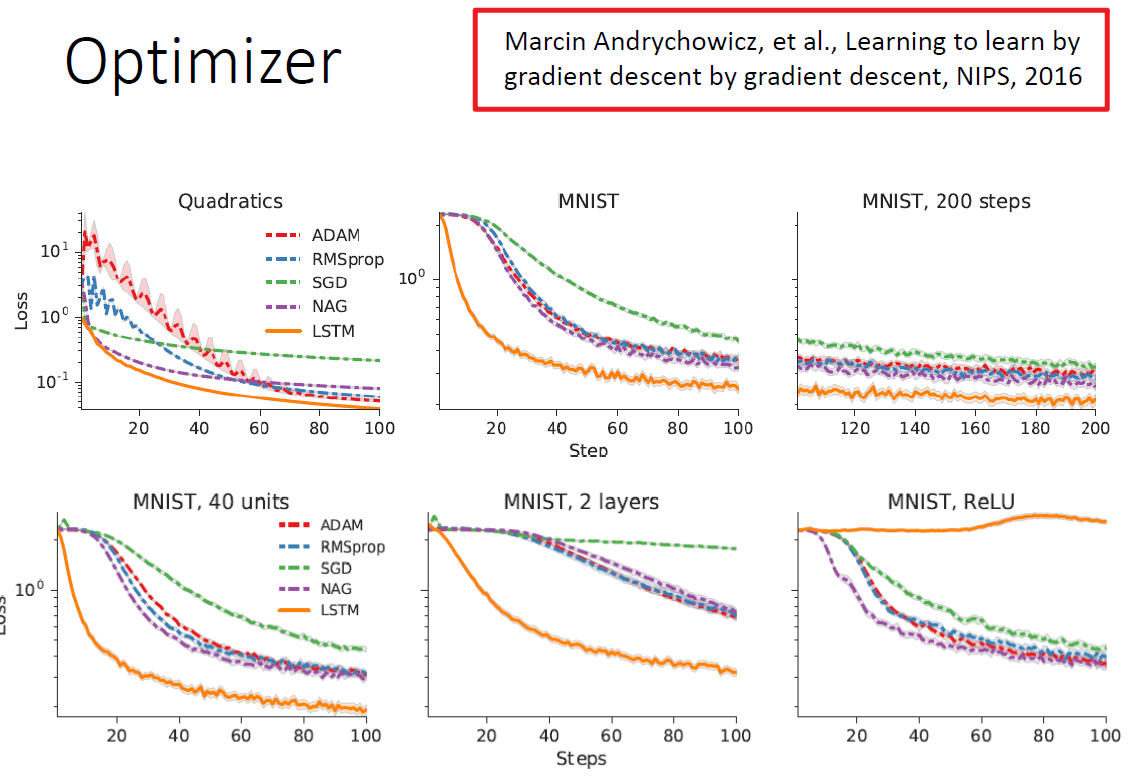 Optimizer
Marcin Andrychowicz, et al., Learning to learn by
gradient descent by gradient descent, NIPS, 2016
Quadratics
ADAM
RMSprop
SGD
NAG
LSTM
Loss
10^1
10^0
10^-1
20 40 60 80 100
MNIST
10^0
20 40 60 80 100
Step
MNIST, 200 steps
120 140 160 180 200
MNIST, 40 units
ADAM
RMSprop
SGD
NAG
LSTM
Loss
10^0
20 40 60 80 100
MNIST, 2 layers
20 40 60 80 100
Steps
MNIST, ReLU
20 40 60 80 100